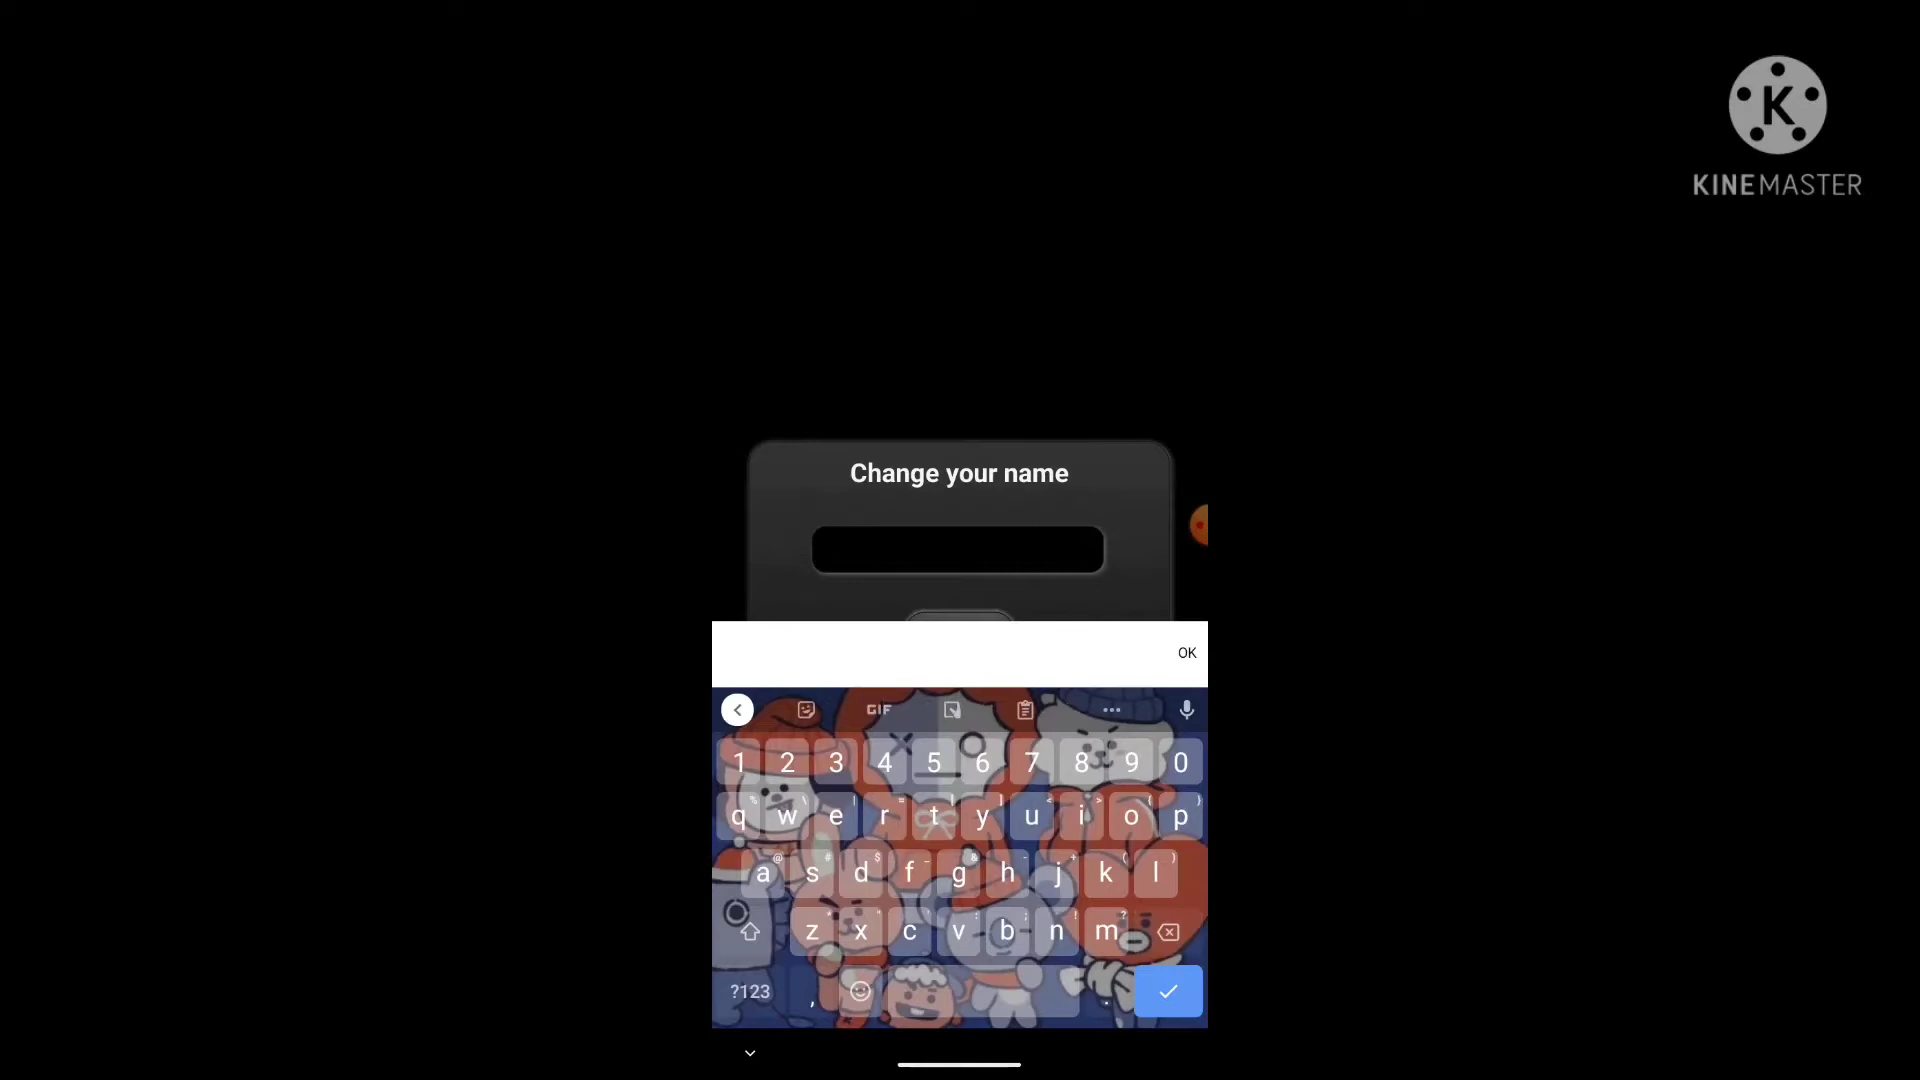 K
KINEMASTER
Change your name
OK
GIF
1 2 3 4 5 6 7 8 9 0
% \ | = [ ] < > { }
q w e r t y u i o p
@ # $ _ & - + ( )
a s d f g h j k l
* " ' : ; ! ?
z x c v b n m
?123 , .